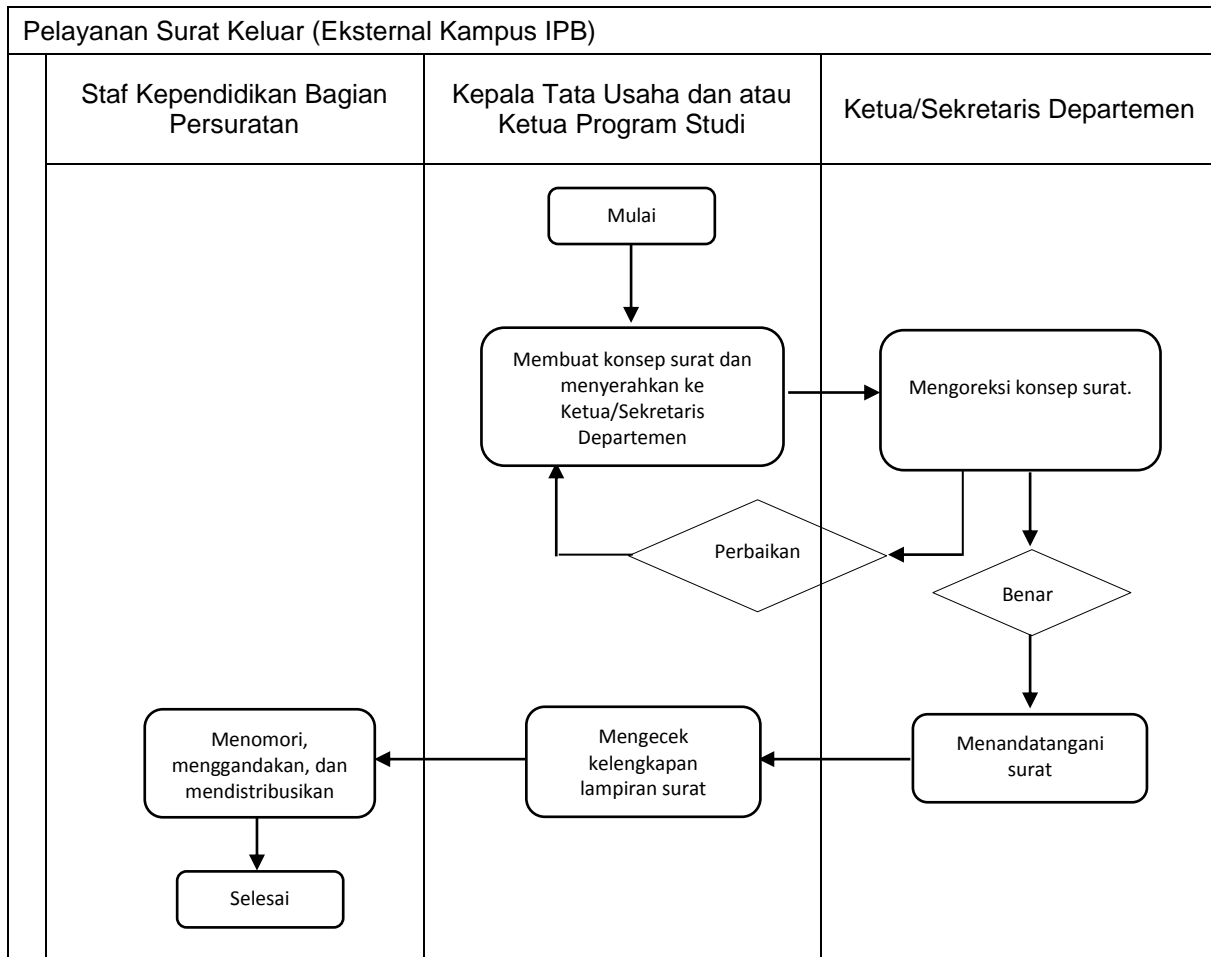 Pelayanan Surat Keluar (Eksternal Kampus IPB)
Staf Kependidikan Bagian
Persuratan
Kepala Tata Usaha dan atau
Ketua Program Studi
Ketua/Sekretaris Departemen
Mulai
Membuat konsep surat dan
menyerahkan ke
Ketua/Sekretaris
Departemen
Mengoreksi konsep surat.
Perbaikan
Benar
Menomori,
menggandakan, dan
mendistribusikan
Mengecek
kelengkapan
lampiran surat
Menandatangani
surat
Selesai